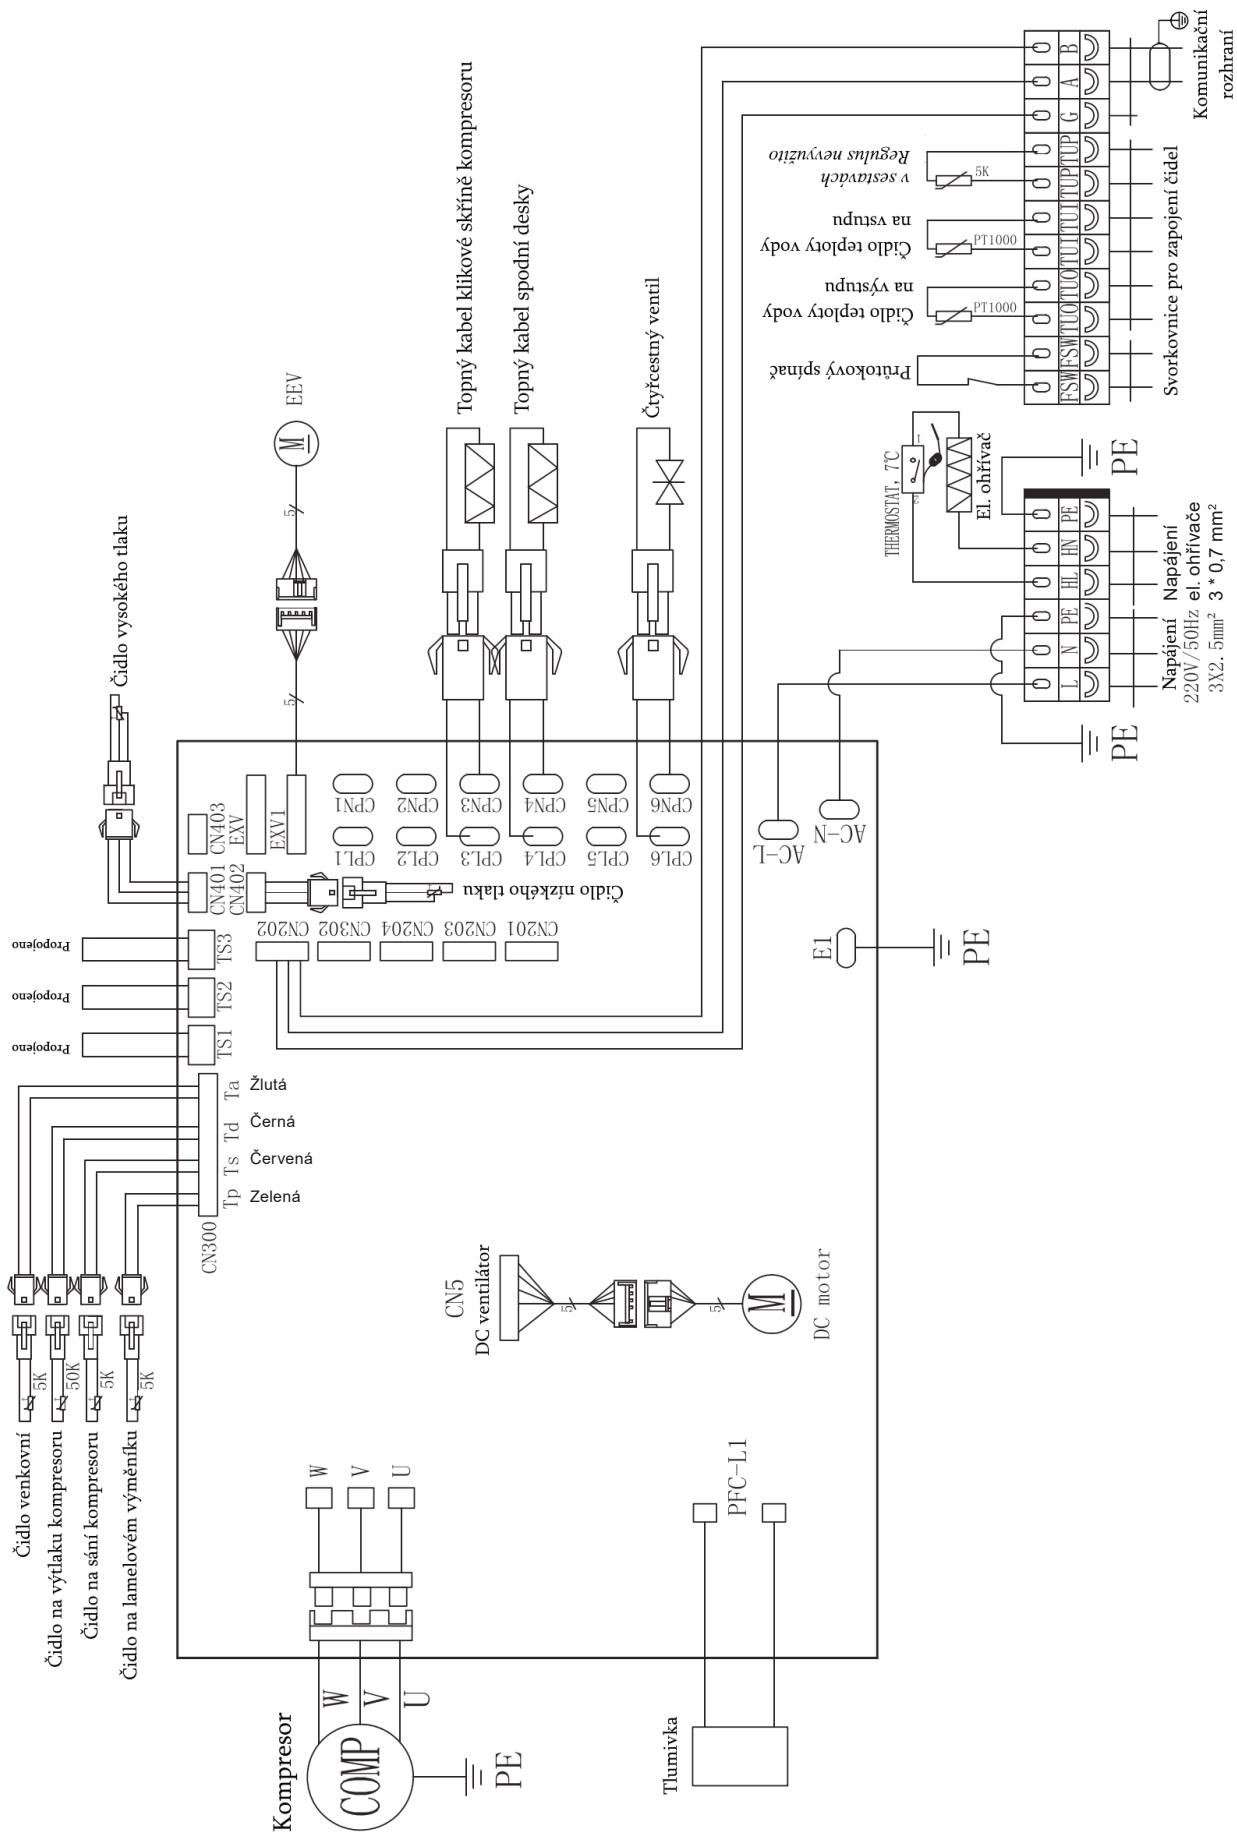 Komunikační
rozhraní
B
A
G
TUP
TUP
TUI
TUI
TUO
TUO
FSW
FSW
Svorkovnice pro zapojení čidel
v sestavách
Regulus nevyužito
5K
Čidlo teploty vody
na vstupu
PT1000
Čidlo teploty vody
na výstupu
PT1000
Průtokový spínač
THERMOSTAT, 7℃
1
El. ohřívač
PE
PE
HN
HL
PE
N
L
Napájení
el. ohřívače
3 * 0,7 mm²
Napájení
220V/50Hz
3X2. 5mm²
PE
Topný kabel klikové skříně kompresoru
Topný kabel spodní desky
Čtyřcestný ventil
EEV
M
5
5
Čidlo vysokého tlaku
CN403
EXV
EXV1
CPN1
CPN2
CPN3
CPN4
CPN5
CPN6
CPL1
CPL2
CPL3
CPL4
CPL5
CPL6
AC-L
AC-N
CN401
CN402
Čidlo nízkého tlaku
CN202
CN302
CN204
CN203
CN201
E1
PE
Propojeno
TS3
Propojeno
TS2
Propojeno
TS1
Ta
Žlutá
Td
Černá
Ts
Červená
Tp
Zelená
CN300
5K
50K
5K
5K
Čidlo venkovní
Čidlo na výtlaku kompresoru
Čidlo na sání kompresoru
Čidlo na lamelovém výměníku
CN5
DC ventilátor
5
5
M
DC motor
W
V
U
W
V
U
Kompresor
COMP
PE
PFC-L1
Tlumivka